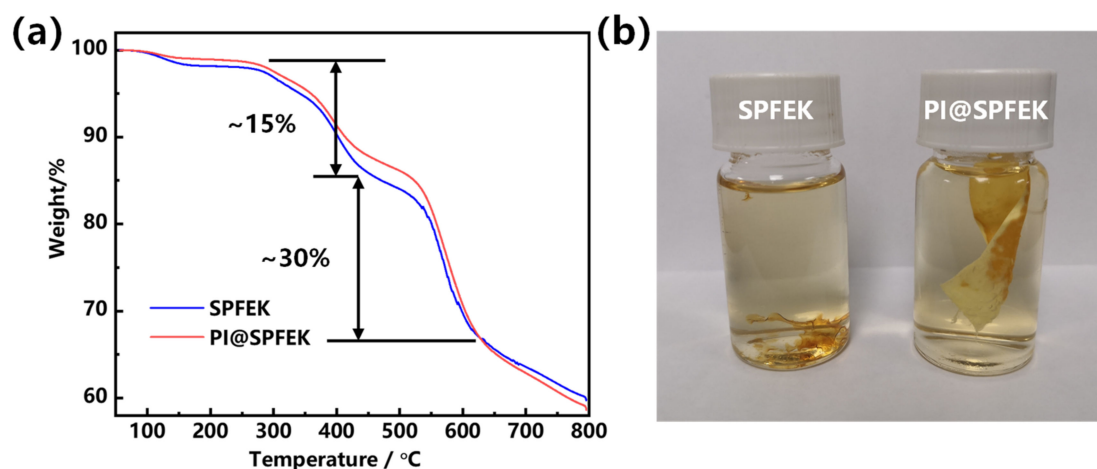 (a)
100
90
80
70
60
Weight/%
~15%
~30%
SPFEK
PI@SPFEK
100 200 300 400 500 600 700 800
Temperature / °C
(b)
SPFEK
PI@SPFEK